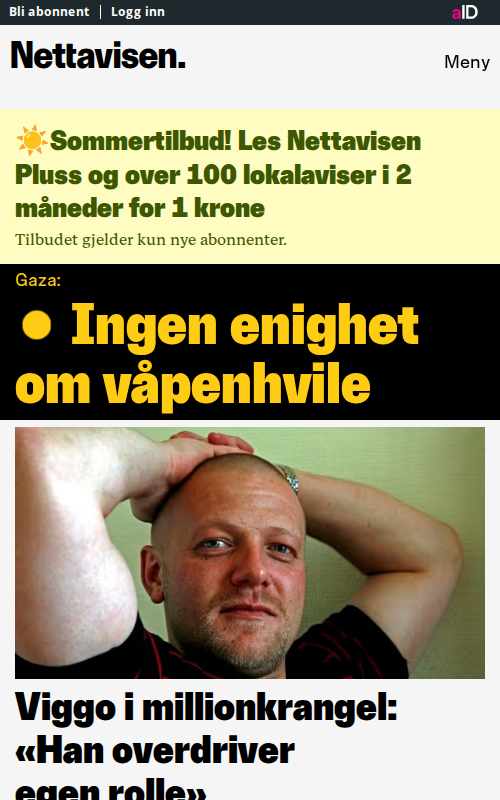 Bli abonnent
Logg inn
aID
Nettavisen.
Meny
☀️Sommertilbud! Les Nettavisen
Pluss og over 100 lokalaviser i 2
måneder for 1 krone
Tilbudet gjelder kun nye abonnenter.
Gaza:
Ingen enighet
om våpenhvile
Viggo i millionkrangel:
«Han overdriver
egen rolle»